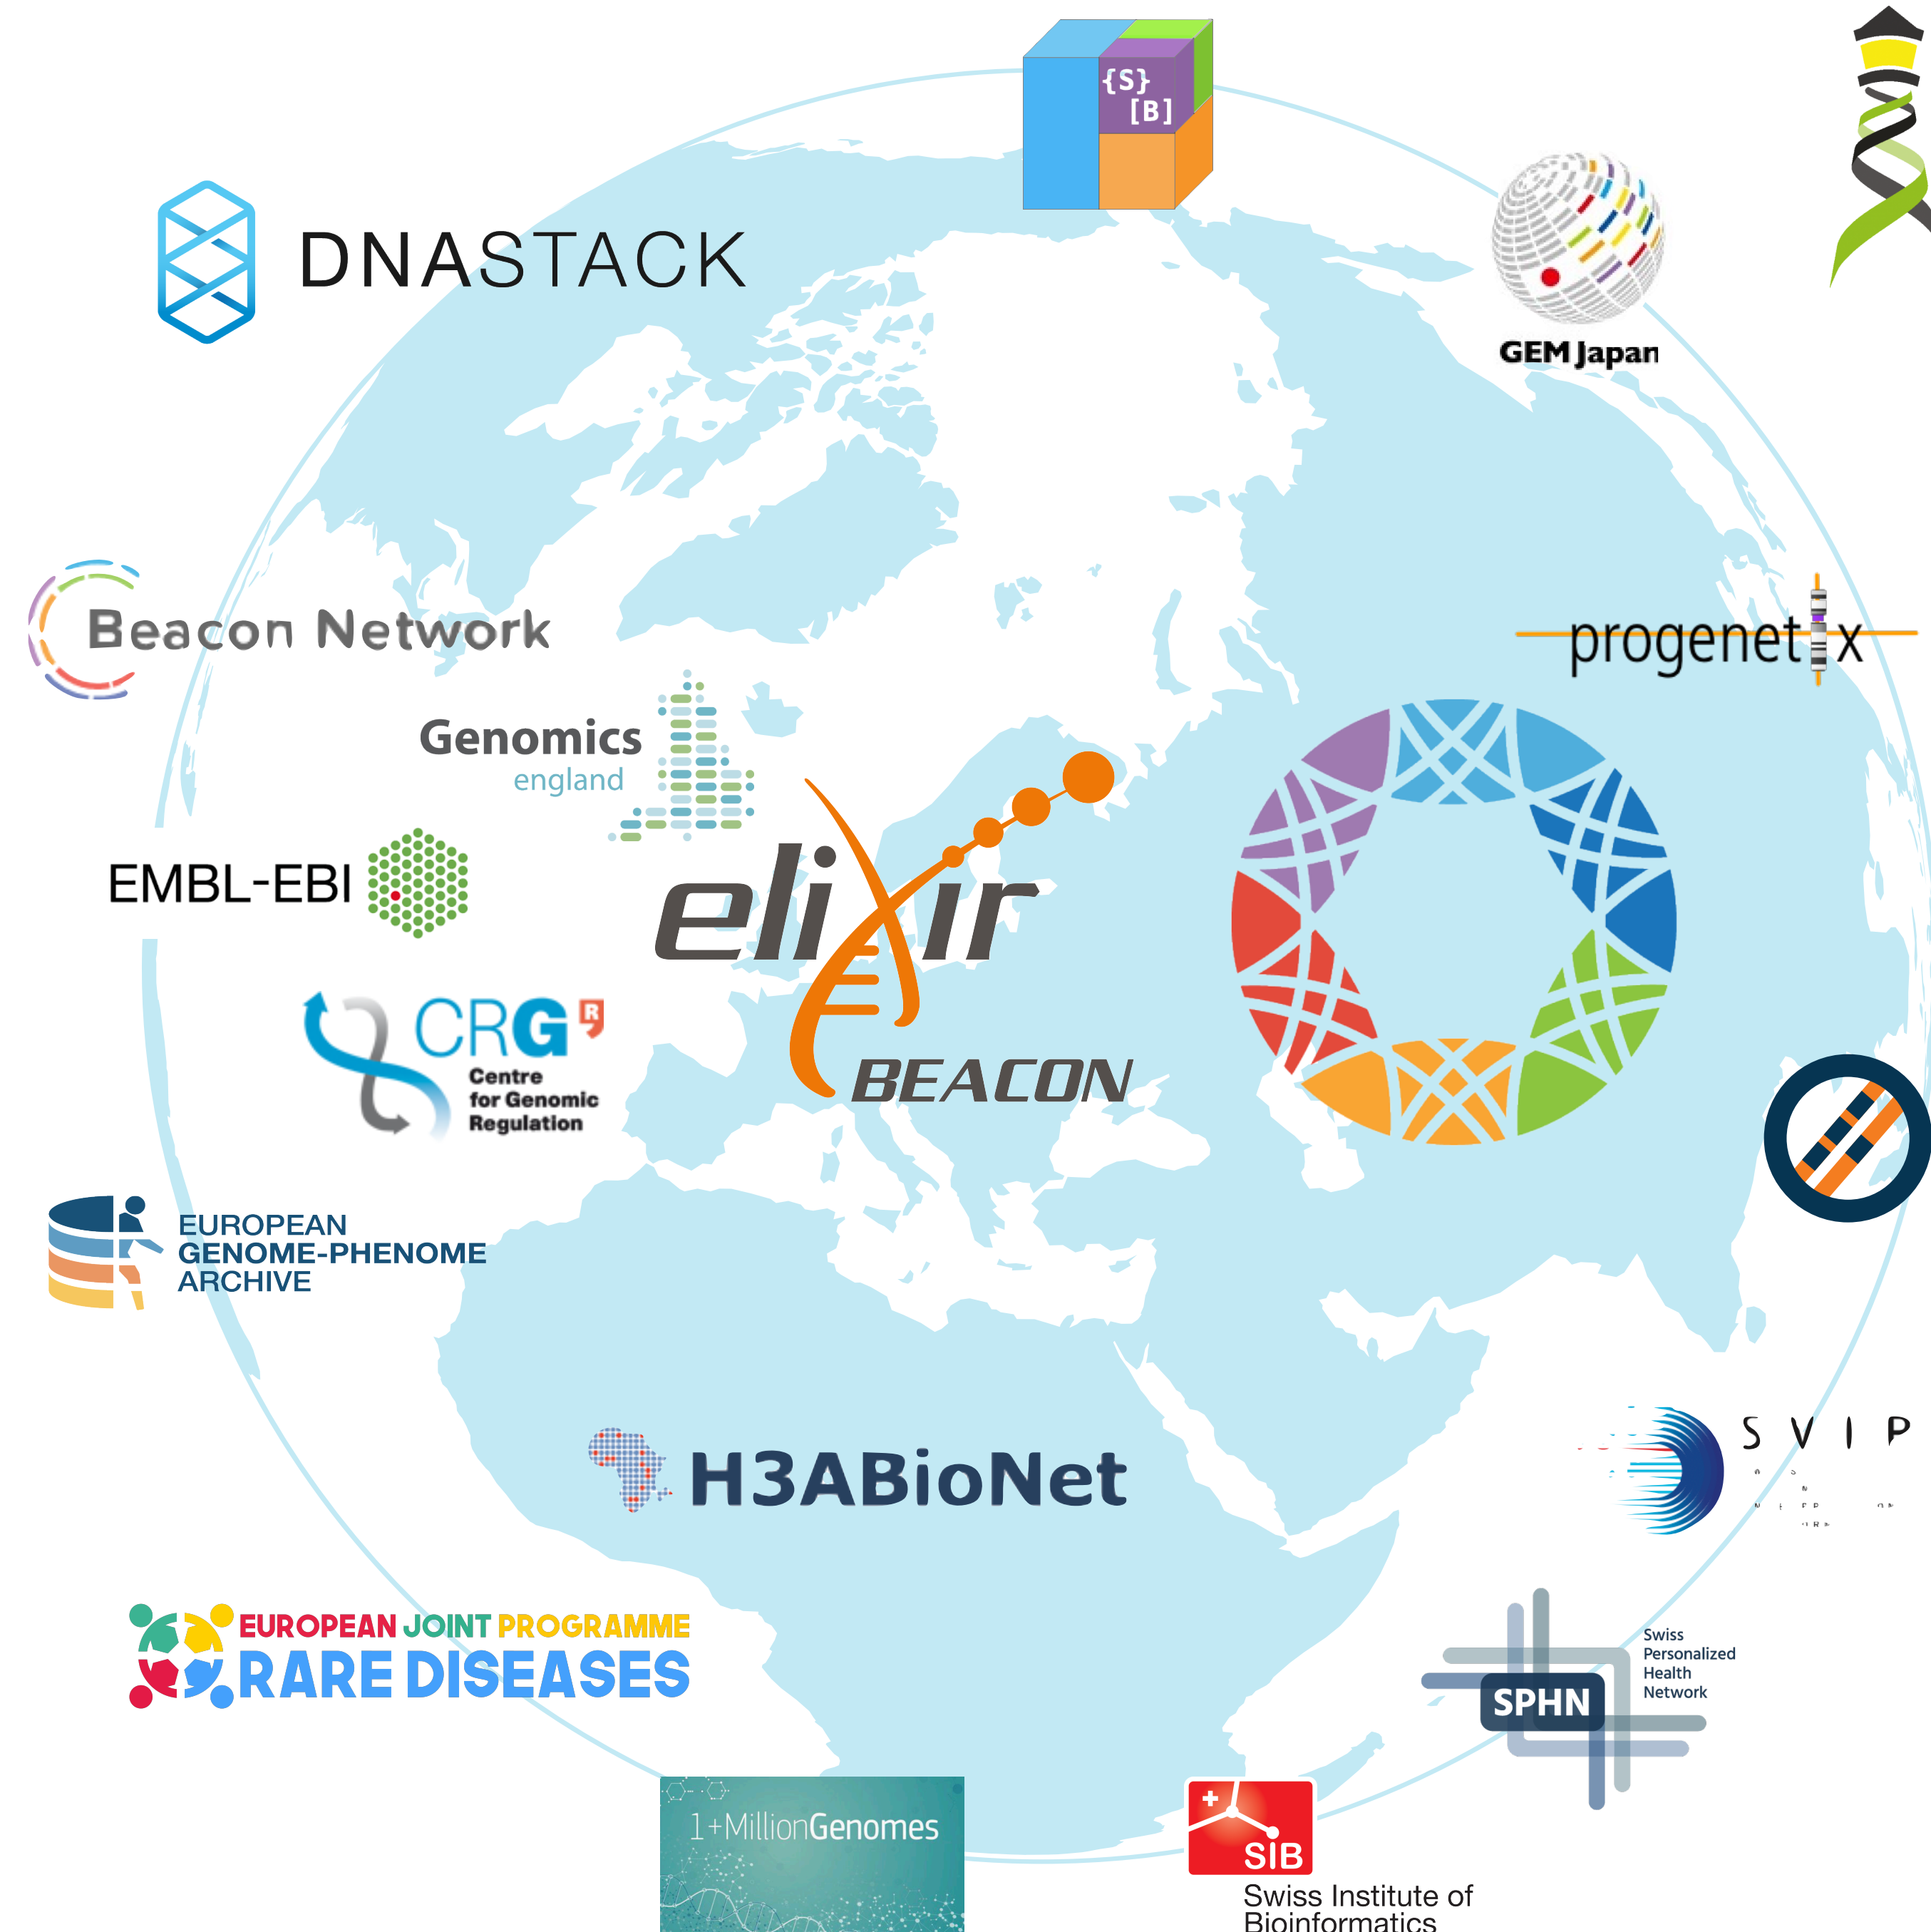 {S}
[B]
DNASTACK
GEM Japan
Beacon Network
progenetix
Genomics
england
EMBL-EBI
elixir
BEACON
CRG R
Centre
for Genomic
Regulation
EUROPEAN
GENOME-PHENOME
ARCHIVE
H3ABioNet
SVIP
EUROPEAN JOINT PROGRAMME
RARE DISEASES
Swiss
Personalized
Health
Network
SPHN
1+MillionGenomes
SIB
Swiss Institute of
Bioinformatics